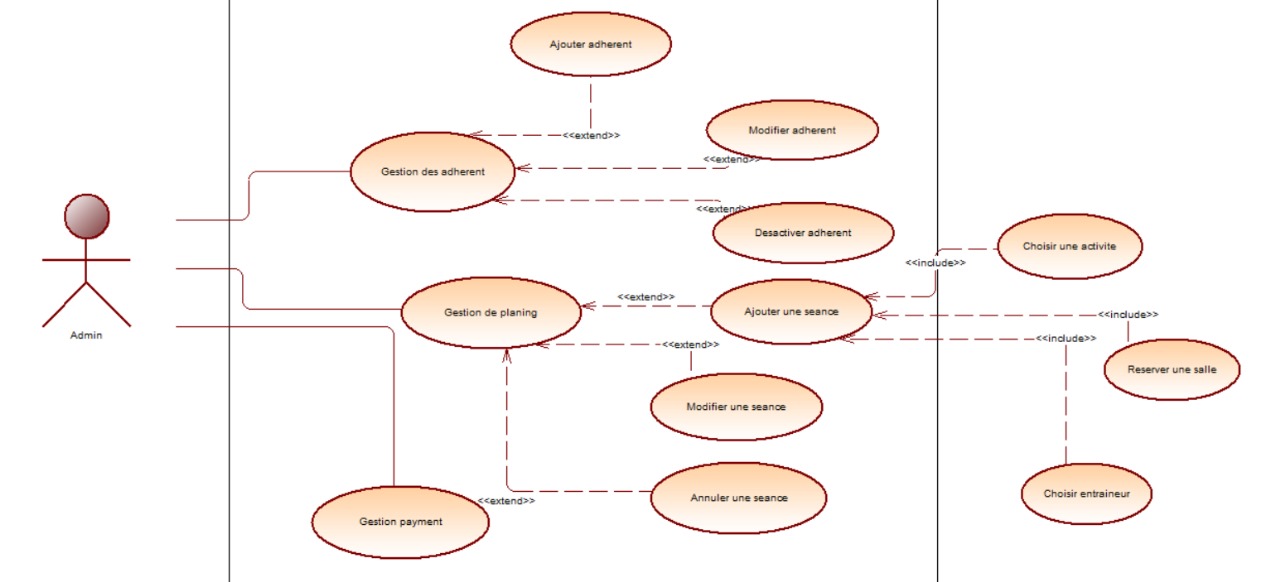 Ajouter adherent
<<extend>>
Modifier adherent
<<extend>>
Gestion des adherent
<<extend>>
Desactiver adherent
Choisir une activite
<<include>>
Admin
Gestion de planing
<<extend>>
Ajouter une seance
<<include>>
<<include>>
Reserver une salle
<<extend>>
Modifier une seance
Annuler une seance
<<extend>>
Choisir entraineur
Gestion payment